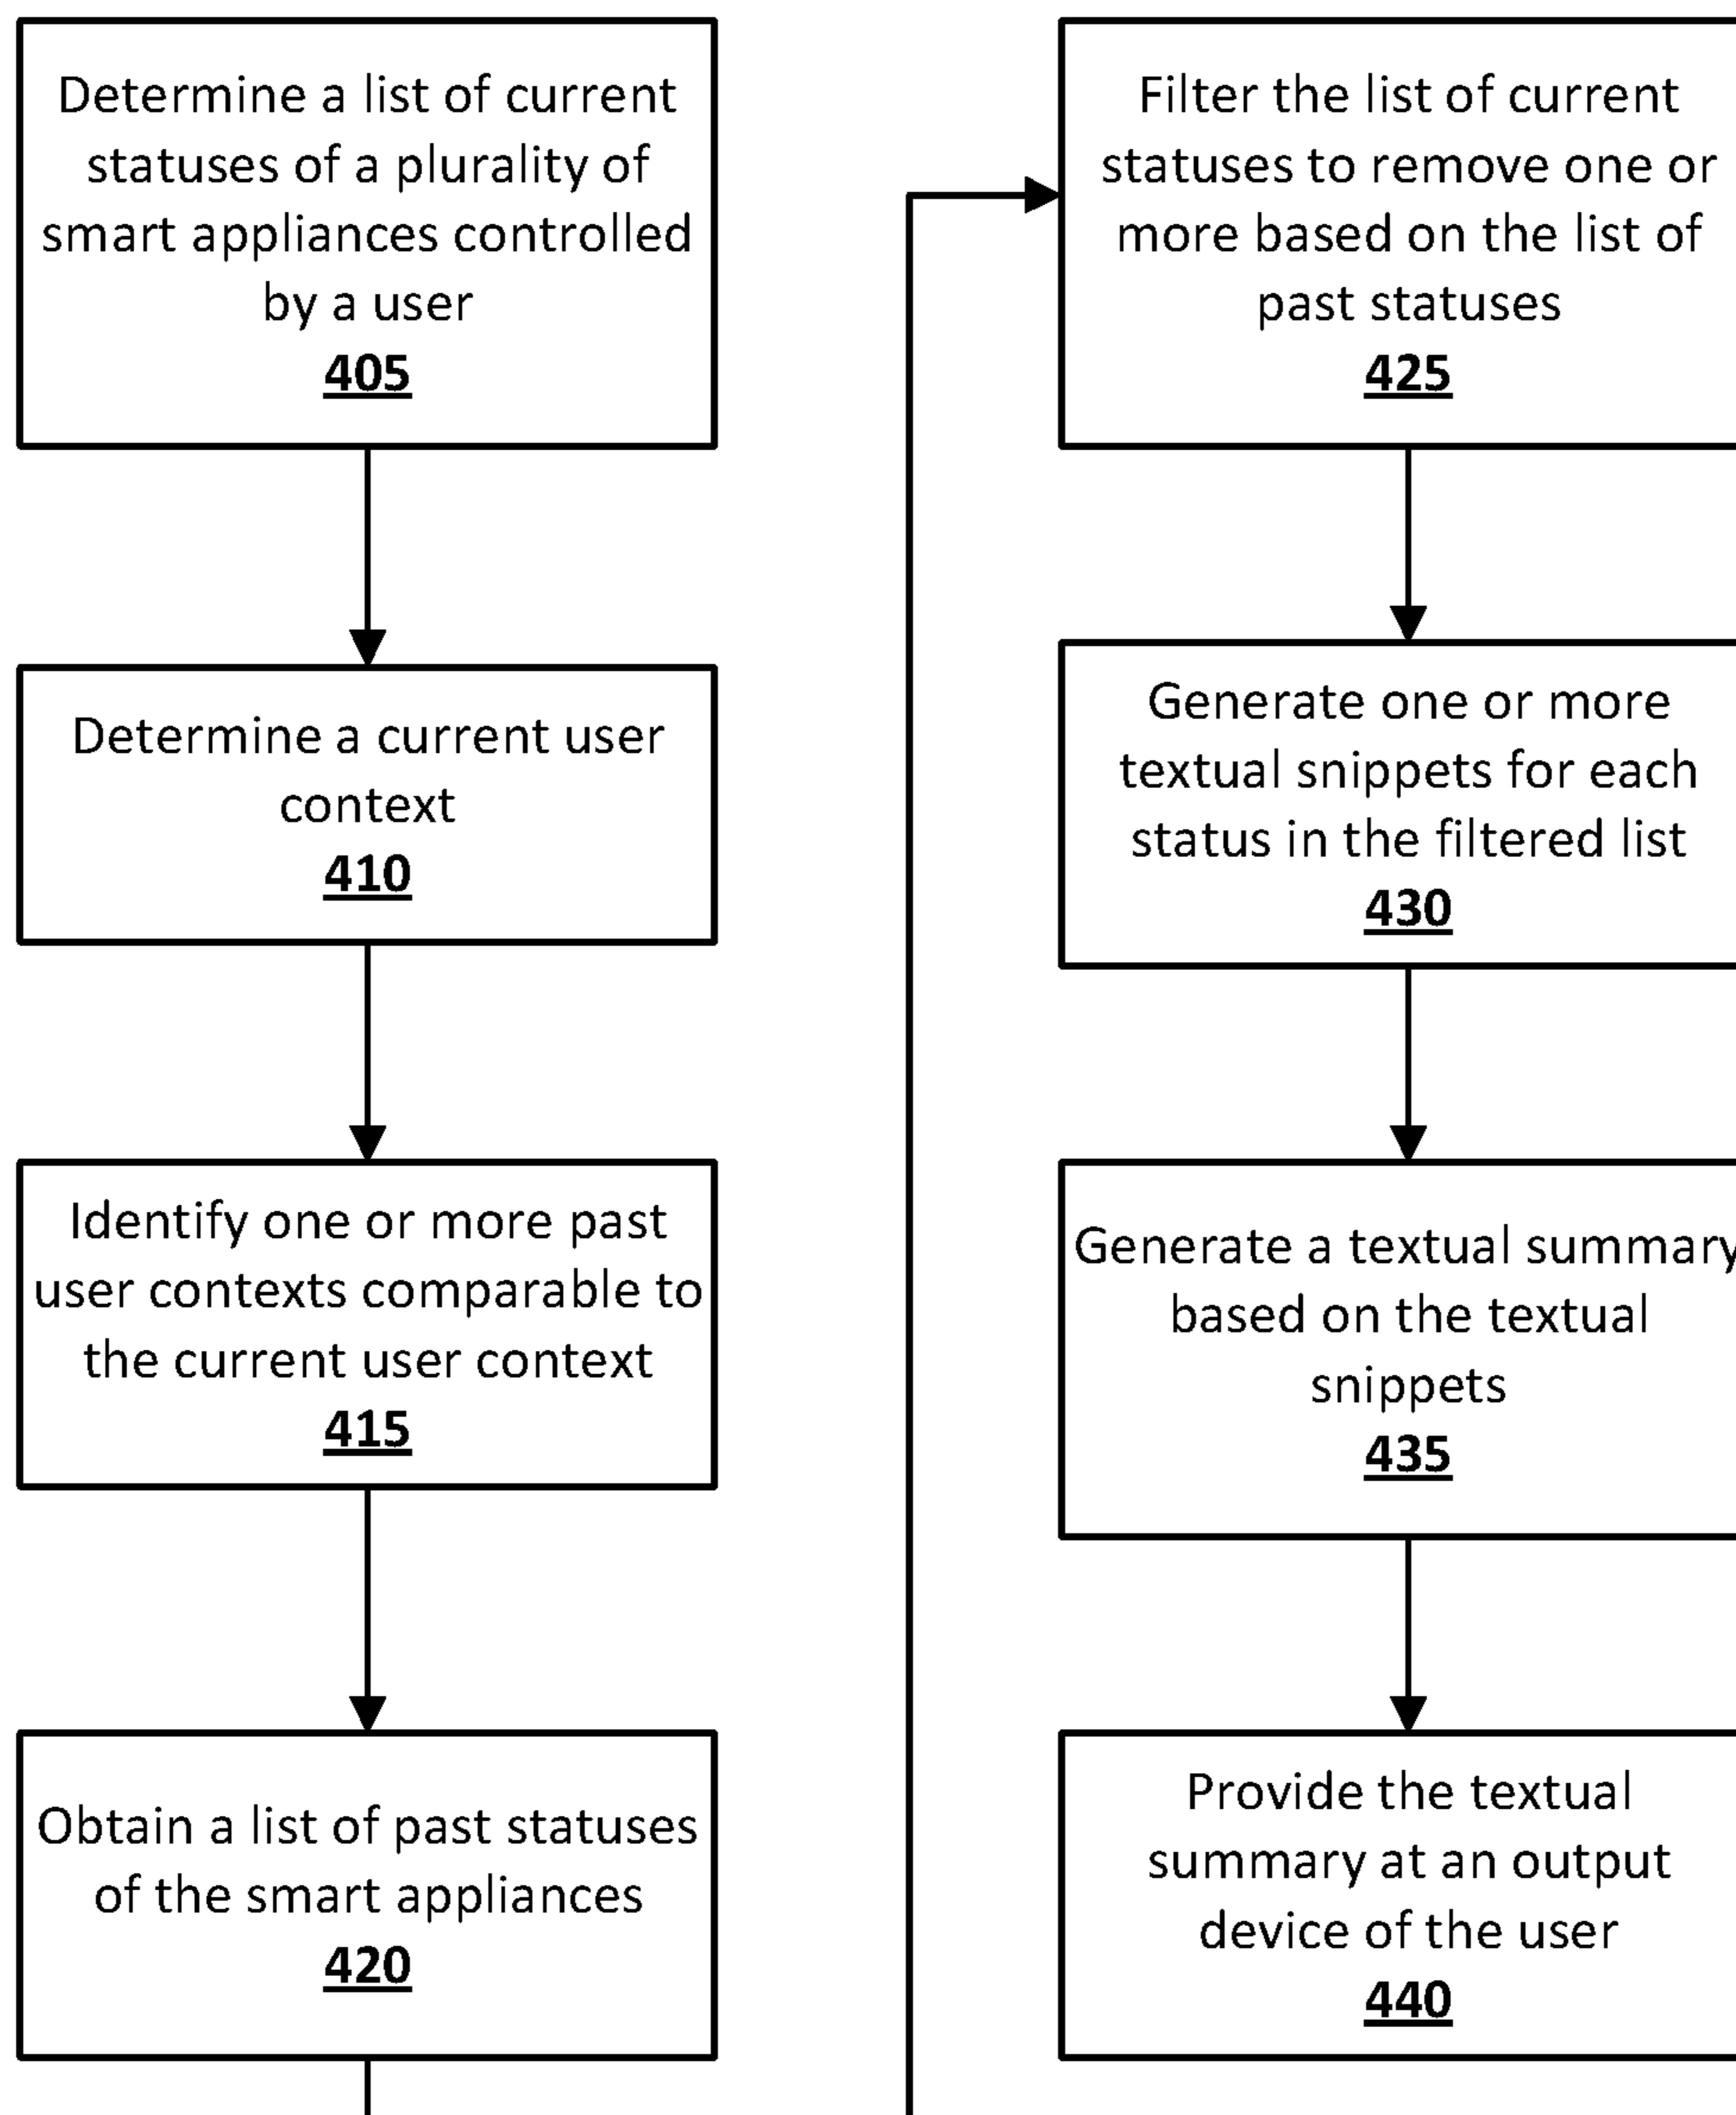 Determine a list of current
statuses of a plurality of
smart appliances controlled
by a user
405
Determine a current user
context
410
Identify one or more past
user contexts comparable to
the current user context
415
Obtain a list of past statuses
of the smart appliances
420
Filter the list of current
statuses to remove one or
more based on the list of
past statuses
425
Generate one or more
textual snippets for each
status in the filtered list
430
Generate a textual summary
based on the textual
snippets
435
Provide the textual
summary at an output
device of the user
440